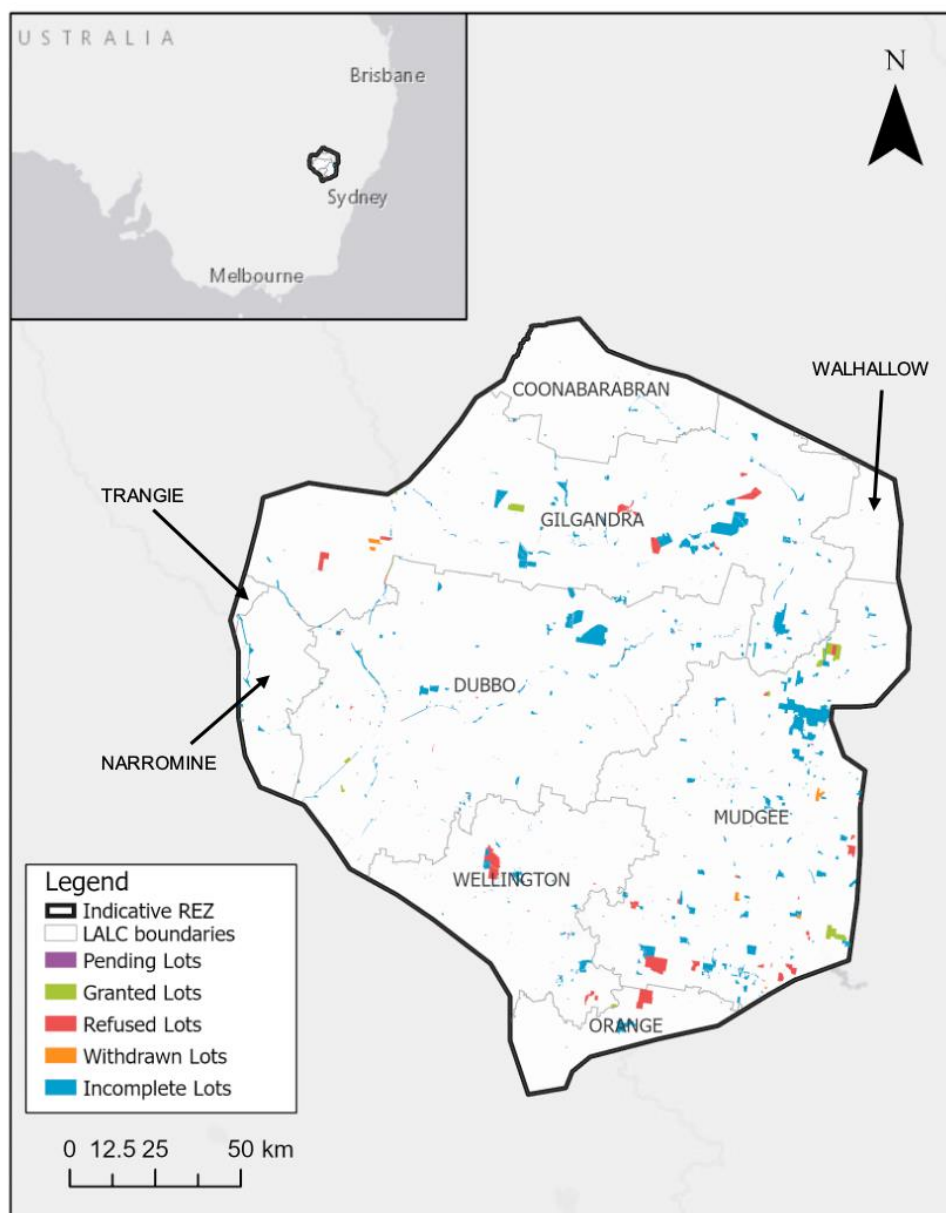 USTRALIA
Brisbane
Sydney
Melbourne
N
WALHALLOW
COONABARABRAN
TRANGIE
GILGANDRA
DUBBO
NARROMINE
MUDGEE
WELLINGTON
ORANGE
Legend
Indicative REZ
LALC boundaries
Pending Lots
Granted Lots
Refused Lots
Withdrawn Lots
Incomplete Lots
0 12.5 25 50 km